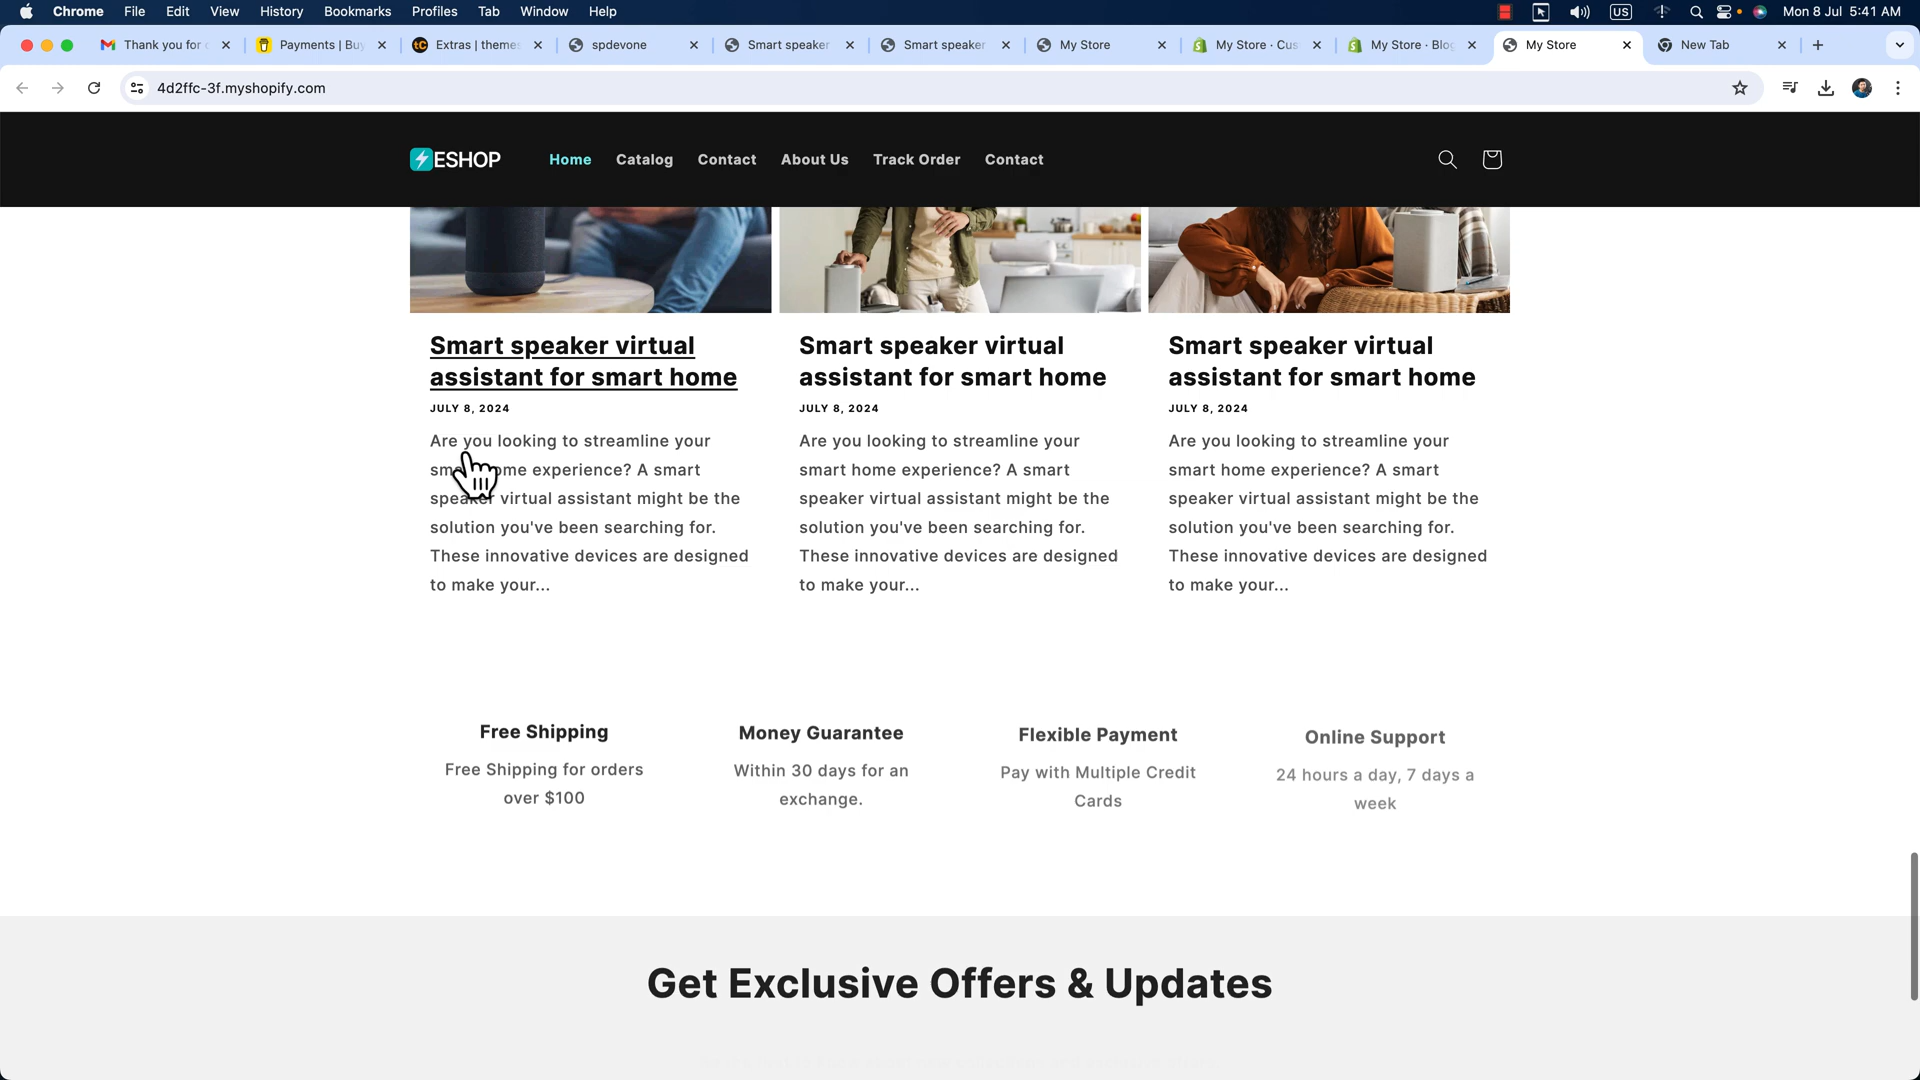 Chrome File Edit View History Bookmarks Profiles Tab Window Help US Mon 8 Jul 5:41 AM
Thank you for Payments | Buy Extras | themes spdevone Smart speaker Smart speaker My Store My Store · Cus My Store · Blog My Store New Tab
4d2ffc-3f.myshopify.com
ESHOP Home Catalog Contact About Us Track Order Contact
Smart speaker virtual
assistant for smart home
JULY 8, 2024
Are you looking to streamline your
ome experience? A smart
speaker virtual assistant might be the
solution you've been searching for.
These innovative devices are designed
to make your...
Smart speaker virtual
assistant for smart home
JULY 8, 2024
Are you looking to streamline your
smart home experience? A smart
speaker virtual assistant might be the
solution you've been searching for.
These innovative devices are designed
to make your...
Smart speaker virtual
assistant for smart home
JULY 8, 2024
Are you looking to streamline your
smart home experience? A smart
speaker virtual assistant might be the
solution you've been searching for.
These innovative devices are designed
to make your...
Free Shipping
Free Shipping for orders
over $100
Money Guarantee
Within 30 days for an
exchange.
Flexible Payment
Pay with Multiple Credit
Cards
Online Support
24 hours a day, 7 days a
week
Get Exclusive Offers & Updates